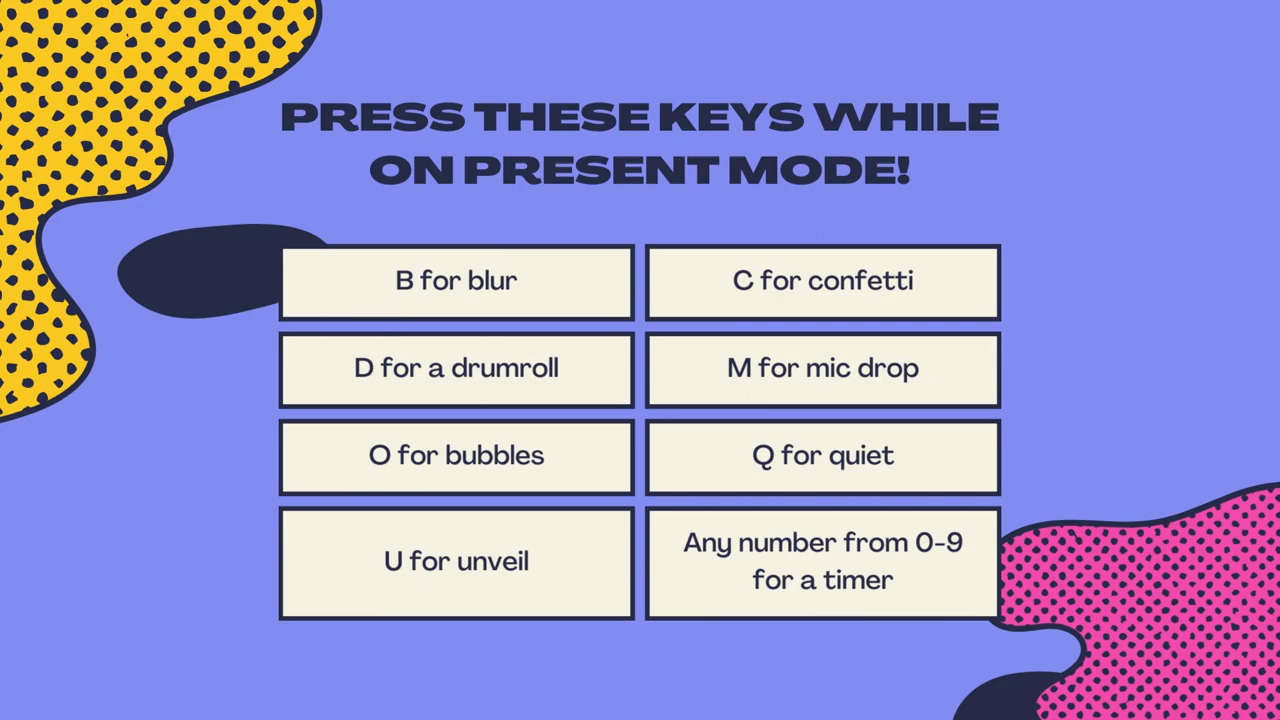 PRESS THESE KEYS WHILE
ON PRESENT MODE!
B for blur
C for confetti
D for a drumroll
M for mic drop
O for bubbles
Q for quiet
U for unveil
Any number from 0-9
for a timer